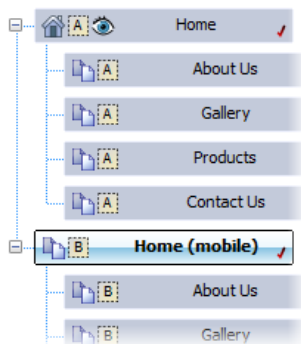 A Home
A About Us
A Gallery
A Products
A Contact Us
B Home (mobile)
B About Us
B Gallery